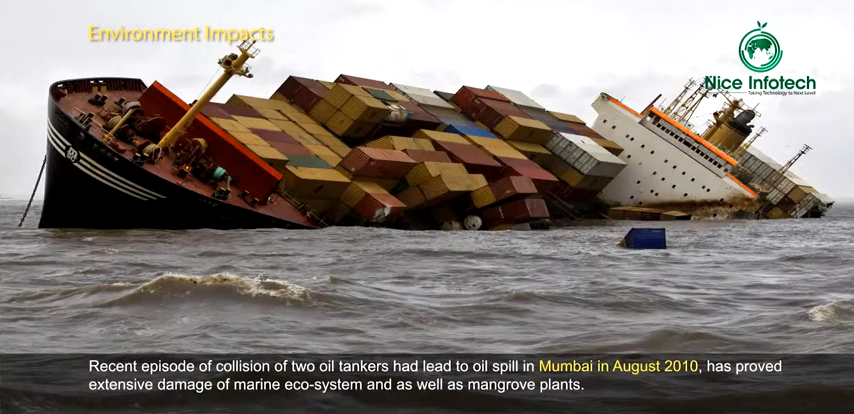 Environment Impacts
Nice Infotech
Taking Technology to Next Level
Recent episode of collision of two oil tankers had lead to oil spill in Mumbai in August 2010, has proved
extensive damage of marine eco-system and as well as mangrove plants.